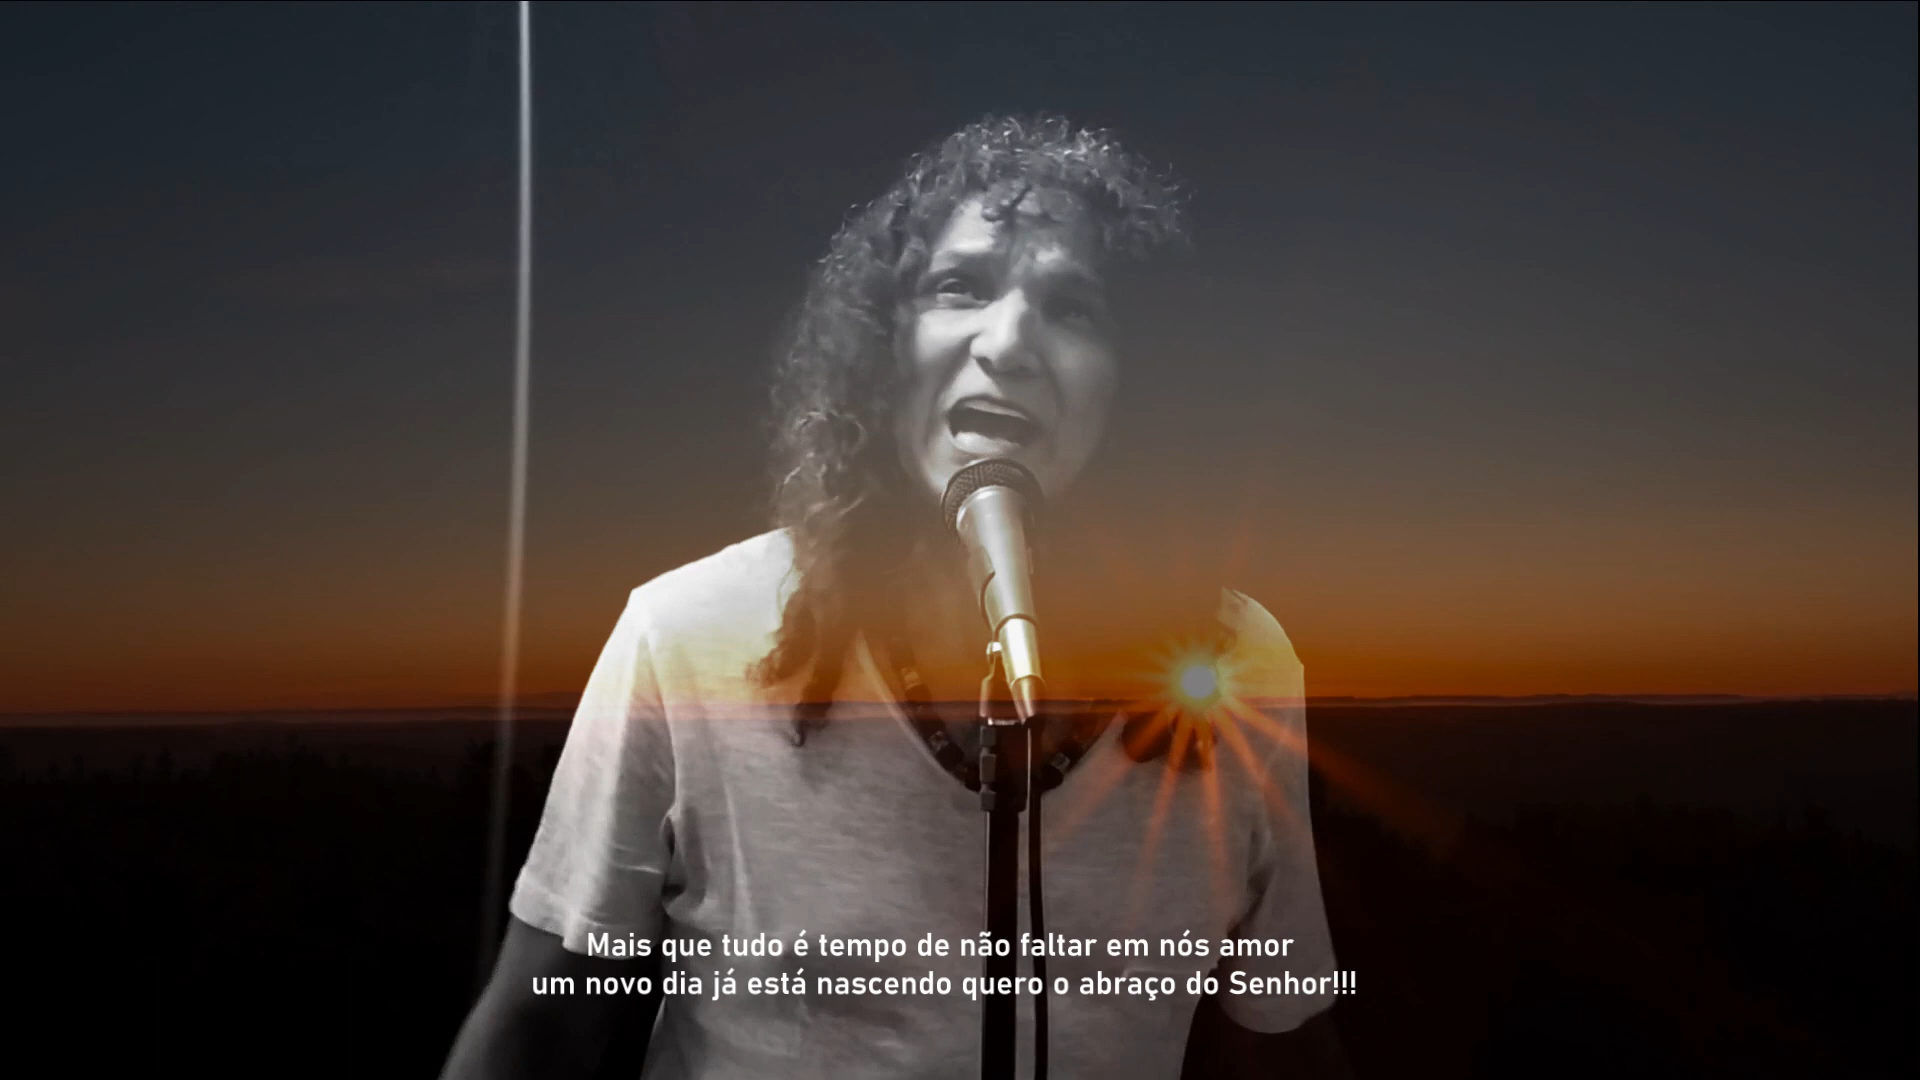 Mais que tudo é tempo de não faltar em nós amor
um novo dia já está nascendo quero o abraço do Senhor!!!